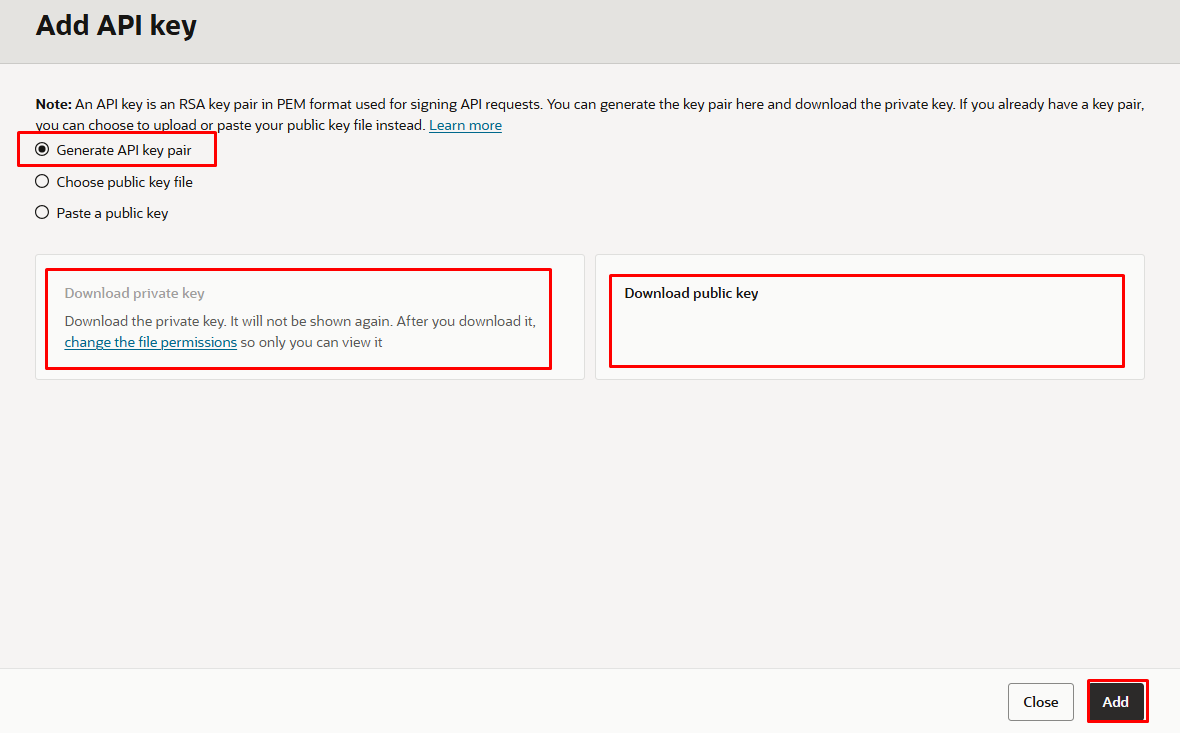 Add API key
Note: An API key is an RSA key pair in PEM format used for signing API requests. You can generate the key pair here and download the private key. If you already have a key pair,
you can choose to upload or paste your public key file instead. Learn more
Generate API key pair
Choose public key file
Paste a public key
Download private key
Download the private key. It will not be shown again. After you download it,
change the file permissions so only you can view it
Download public key
Close
Add